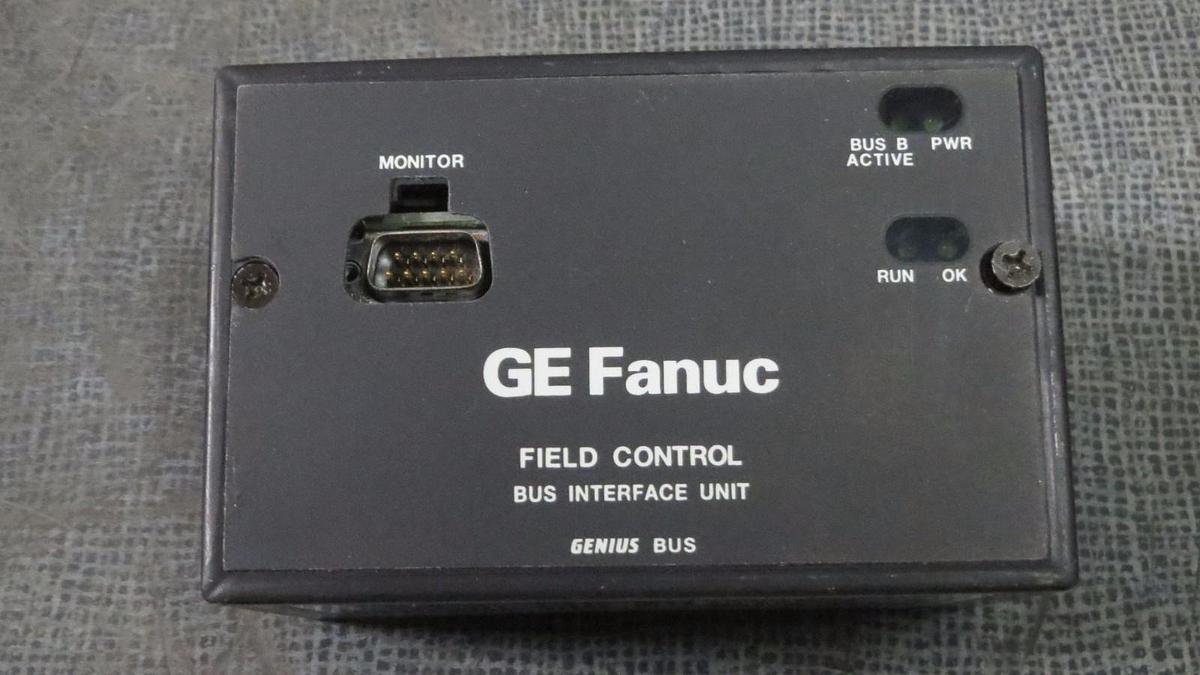 MONITOR
BUS B PWR
ACTIVE
RUN OK
GE Fanuc
FIELD CONTROL
BUS INTERFACE UNIT
GENIUS BUS